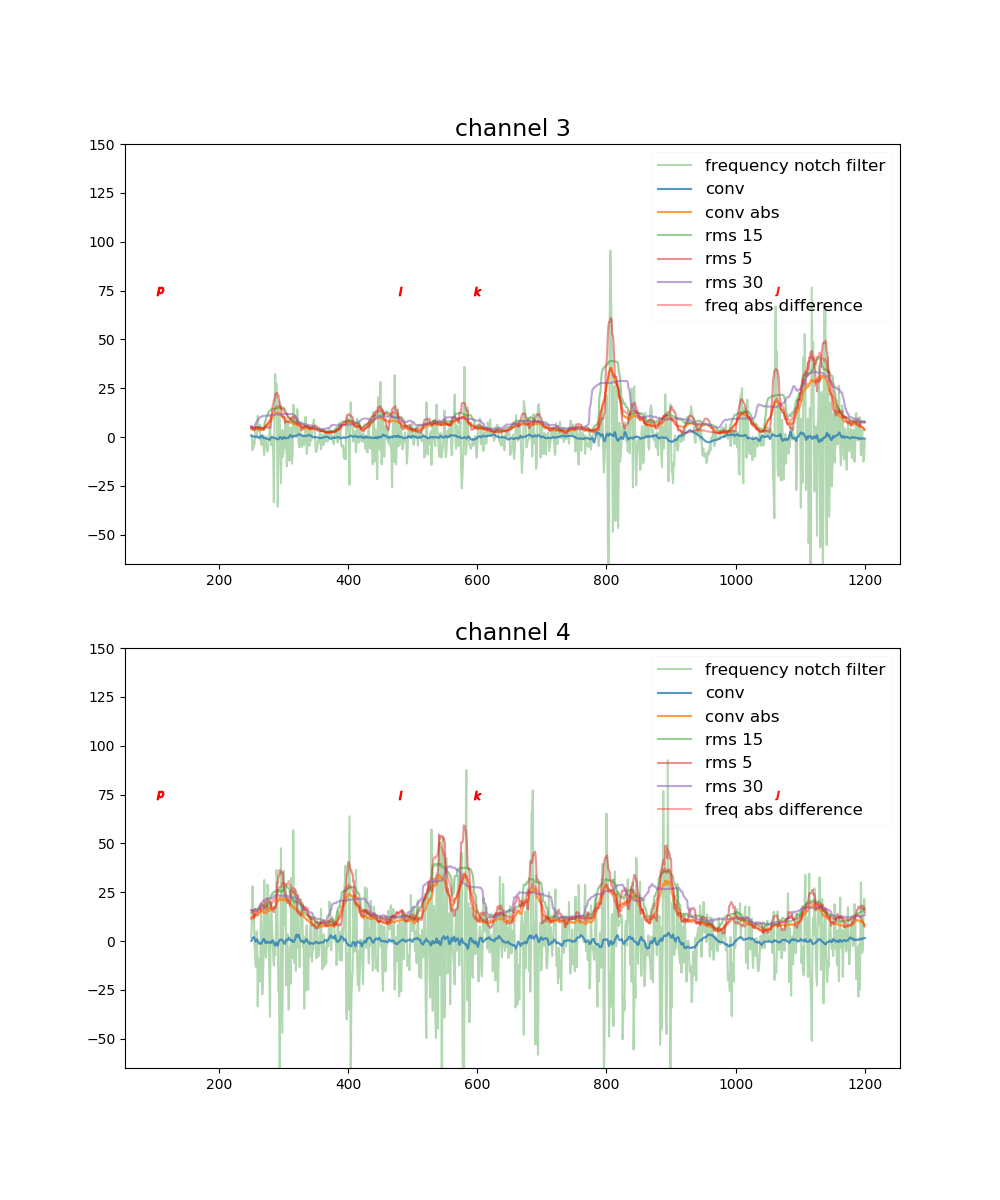 channel 3
150
125
100
75
50
25
0
−25
−50
frequency notch filter
conv
conv abs
rms 15
rms 5
rms 30
freq abs difference
p
l
k
j
200 400 600 800 1000 1200
channel 4
150
125
100
75
50
25
0
−25
−50
frequency notch filter
conv
conv abs
rms 15
rms 5
rms 30
freq abs difference
p
l
k
j
200 400 600 800 1000 1200